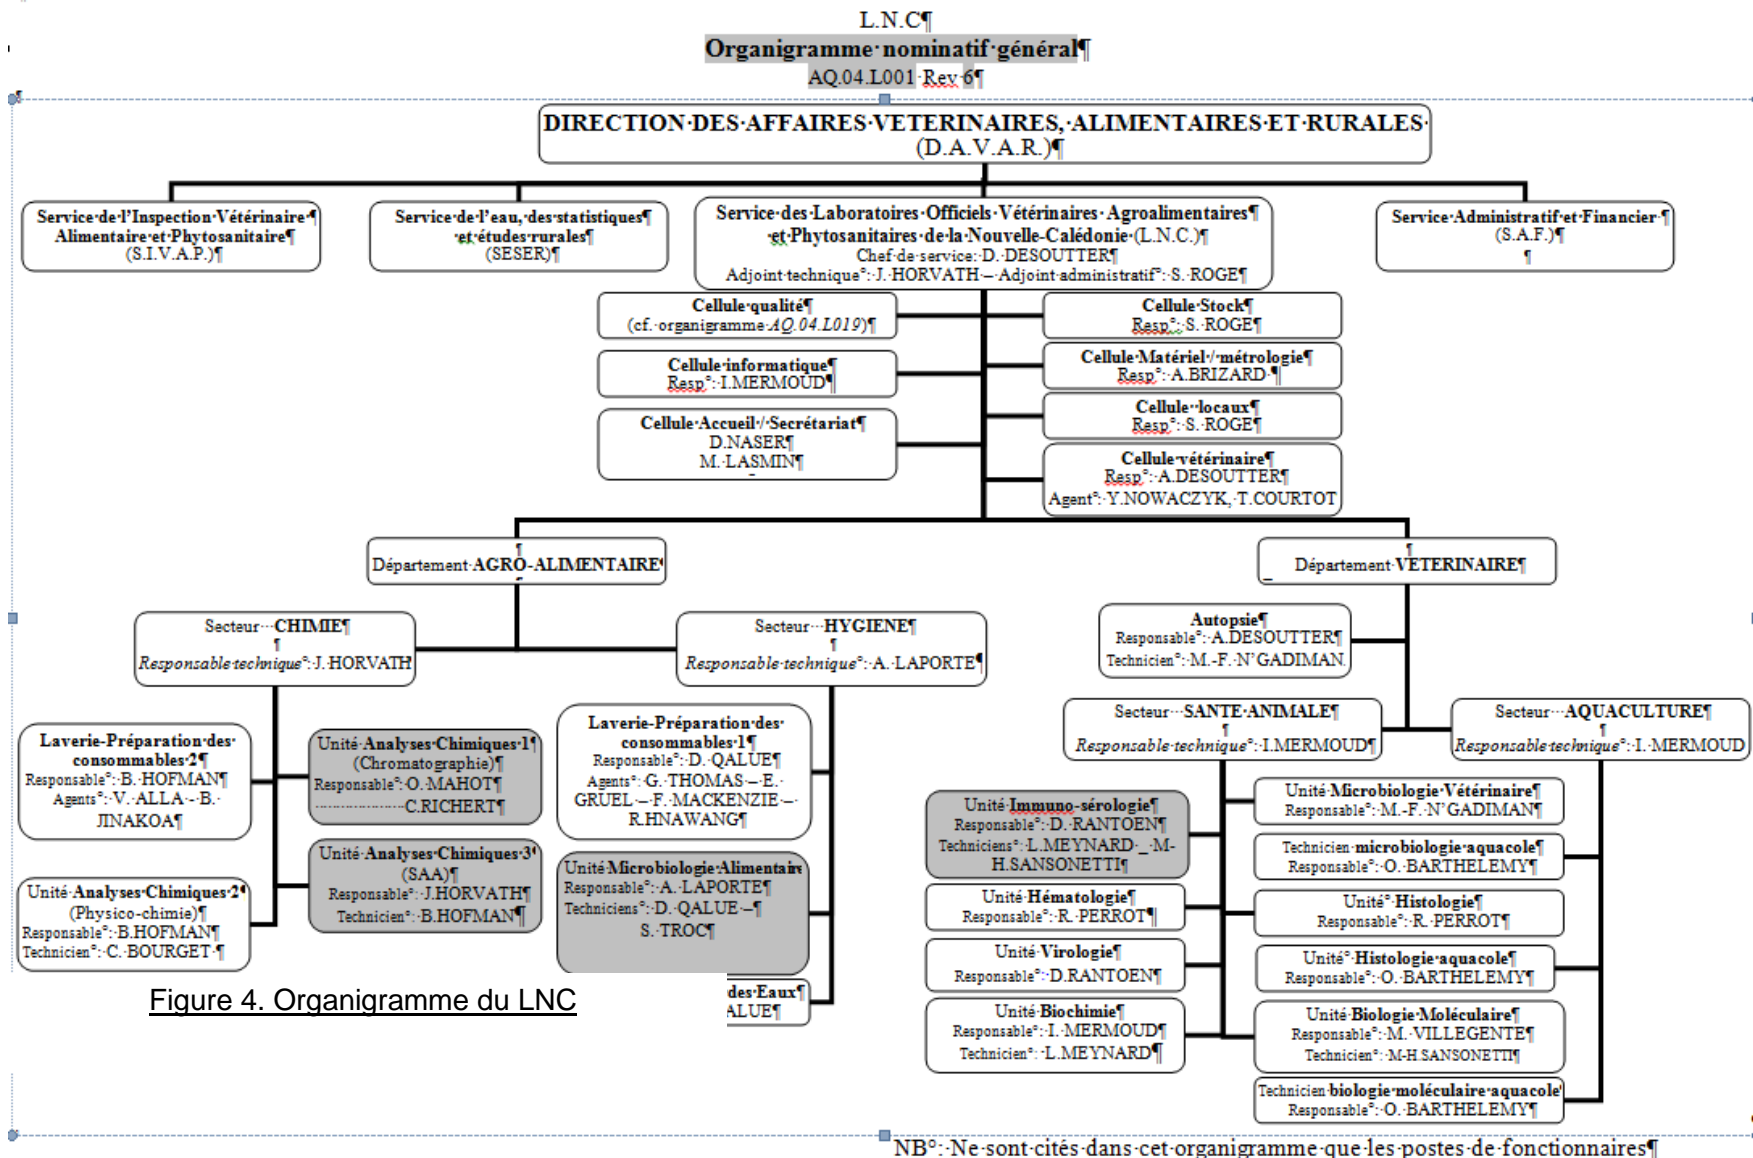 L.N.C¶
Organigramme·nominatif·général¶
AQ.04.L001·Rev·6¶
DIRECTION·DES·AFFAIRES·VETERINAIRES,·ALIMENTAIRES·ET·RURALES·
(D.A.V.A.R.)¶
Service·de·l'Inspection·Vétérinaire·¶
Alimentaire·et·Phytosanitaire¶
(S.I.V.A.P.)¶
Service·de·l'eau,·des·statistiques¶
·et·études·rurales¶
(SESER)¶
Service·des·Laboratoires·Officiels·Vétérinaires·Agroalimentaires¶
·et·Phytosanitaires·de·la·Nouvelle-Calédonie·(L.N.C.)¶
Chef·de·service:·D.·DESOUTTER¶
Adjoint·technique°:·J.·HORVATH·–·Adjoint·administratif°:·S.·ROGE¶
Service·Administratif·et·Financier·¶
(S.A.F.)¶
¶
Cellule·qualité¶
(cf.·organigramme·AQ.04.L019)¶
Cellule·informatique¶
Resp°:·I.MERMOUD¶
Cellule·Accueil·/·Secrétariat¶
D.NASER¶
M.·LASMIN¶
Cellule·Stock¶
Resp°:·S.·ROGE¶
Cellule·Matériel·/·métrologie¶
Resp°:·A.BRIZARD·¶
Cellule··locaux¶
Resp°:·S.·ROGE¶
Cellule·vétérinaire¶
Resp°:·A.DESOUTTER¶
Agent°:·Y.NOWACZYK,·T.COURTOT
¶
Département·AGRO-ALIMENTAIRE
¶
Département·VETERINAIRE¶
Secteur···CHIMIE¶
¶
Responsable·technique°:·J.·HORVATH
Secteur···HYGIENE¶
¶
Responsable·technique°:·A.·LAPORTE¶
Autopsie¶
Responsable°:·A.DESOUTTER¶
Technicien°:·M.-F.·N'GADIMAN
Secteur···SANTE·ANIMALE¶
¶
Responsable·technique°:·I.MERMOUD¶
Secteur···AQUACULTURE¶
¶
Responsable·technique°:·I.·MERMOUD
Laverie-Préparation·des·
consommables·2¶
Responsable°:·B.·HOFMAN¶
Agents°:·V.·ALLA·-·B.·
JINAKOA¶
Unité·Analyses·Chimiques·1¶
(Chromatographie)¶
Responsable°:·O.·MAHOT¶
C.RICHERT¶
Unité·Analyses·Chimiques·3¶
(SAA)¶
Responsable°:·J.HORVATH¶
Technicien°:·B.HOFMAN¶
Unité·Analyses·Chimiques·2¶
(Physico-chimie)¶
Responsable°:·B.HOFMAN¶
Technicien°:·C.·BOURGET·¶
Laverie-Préparation·des·
consommables·1¶
Responsable°:·D.·QALUE¶
Agents°:·G.·THOMAS·–·E.·
GRUEL·–·F.·MACKENZIE·–·
R.HNAWANG¶
Unité·Microbiologie·Alimentaire
Responsable°:·A.·LAPORTE¶
Techniciens°:·D.·QALUE·–¶
S.·TROC¶
des·Eaux¶
ALUE¶
Unité·Immuno-sérologie¶
Responsable°:·D.·RANTOEN¶
Techniciens°:·L.MEYNARD·_·M-
H.SANSONETTI¶
Unité·Hématologie¶
Responsable°:·R.·PERROT¶
Unité·Virologie¶
Responsable°:·D.RANTOEN¶
Unité·Biochimie¶
Responsable°:·I.·MERMOUD¶
Technicien°:·L.MEYNARD¶
Unité·Microbiologie·Vétérinaire¶
Responsable°:·M.-F.·N'GADIMAN¶
Technicien·microbiologie·aquacole¶
Responsable°:·O.·BARTHELEMY¶
Unité°·Histologie¶
Responsable°:·R.·PERROT¶
Unité°·Histologie·aquacole¶
Responsable°:·O.·BARTHELEMY¶
Unité·Biologie·Moléculaire¶
Responsable°:·M.·VILLEGENTE¶
Technicien°:·M-H.SANSONETTI¶
Technicien·biologie·moléculaire·aquacole
Responsable°:·O.·BARTHELEMY¶
Figure 4. Organigramme du LNC
NB°:·Ne·sont·cités·dans·cet·organigramme·que·les·postes·de·fonctionnaires¶